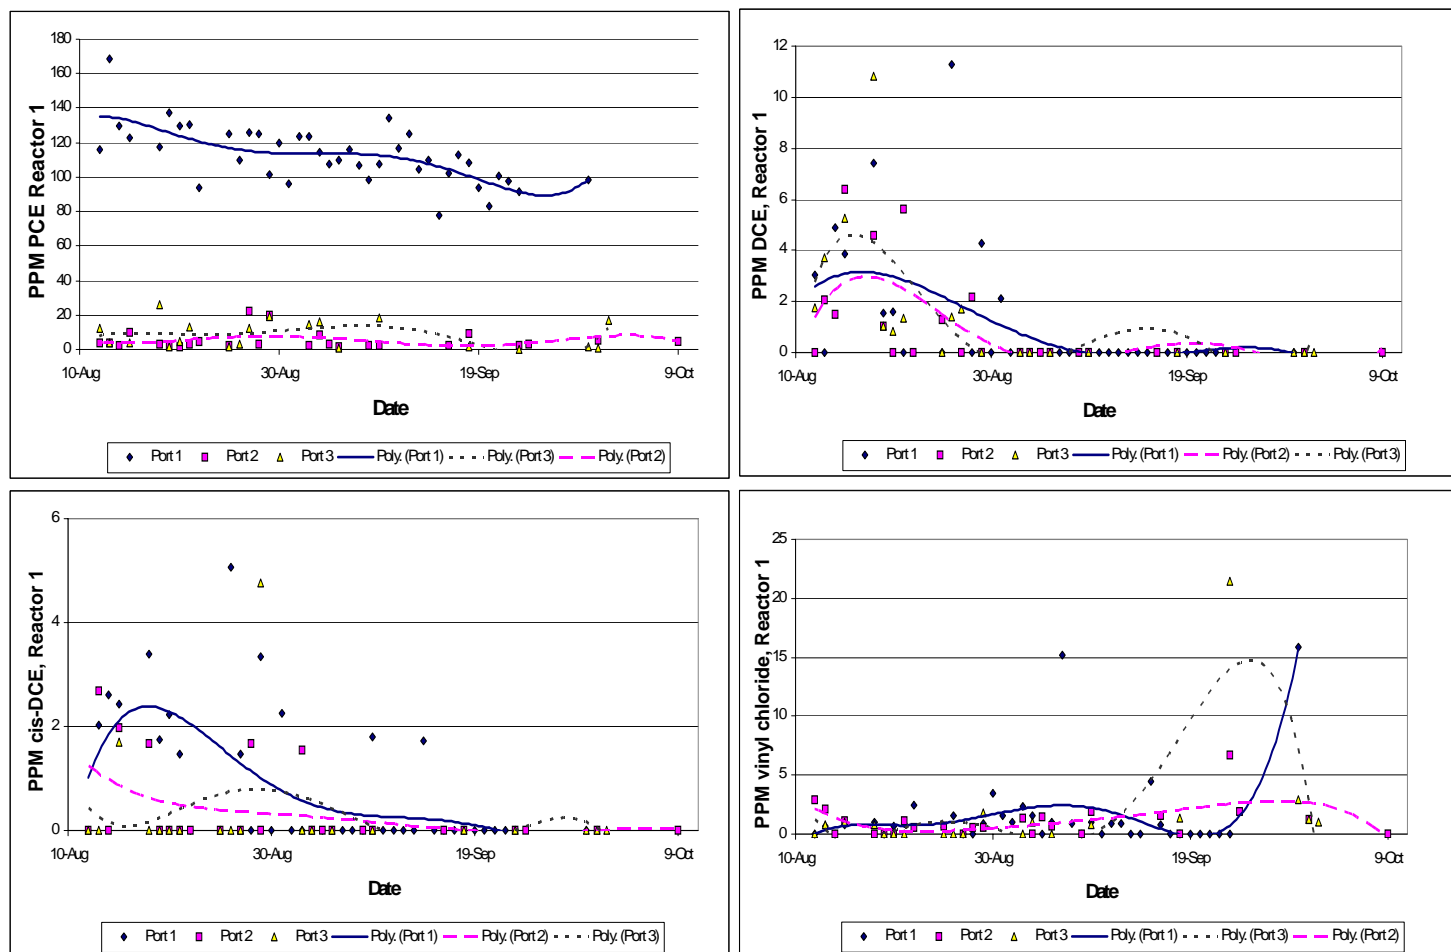 PPM PCE Reactor 1
180
160
140
120
100
80
60
40
20
0
10-Aug 30-Aug 19-Sep 9-Oct
Date
Port 1 Port 2 Port 3 Poly. (Port 1) Poly. (Port 3) Poly. (Port 2)
PPM DCE, Reactor 1
12
10
8
6
4
2
0
10-Aug 30-Aug 19-Sep 9-Oct
Date
Port 1 Port 2 Port 3 Poly. (Port 1) Poly. (Port 2) Poly. (Port 3)
PPM cis-DCE, Reactor 1
6
4
2
0
10-Aug 30-Aug 19-Sep 9-Oct
Date
Port 1 Port 2 Port 3 Poly. (Port 1) Poly. (Port 2) Poly. (Port 3)
PPM vinyl chloride, Reactor 1
25
20
15
10
5
0
10-Aug 30-Aug 19-Sep 9-Oct
Date
Port 1 Port 2 Port 3 Poly. (Port 1) Poly. (Port 3) Poly. (Port 2)